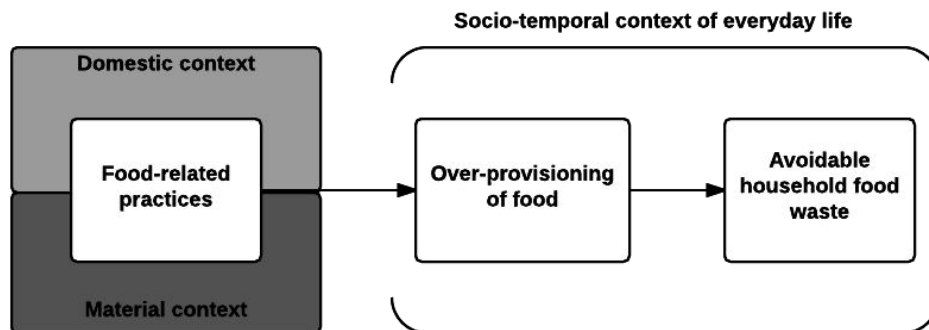 Socio-temporal context of everyday life
Domestic context
Food-related
practices
Over-provisioning
of food
Avoidable
household food
waste
Material context